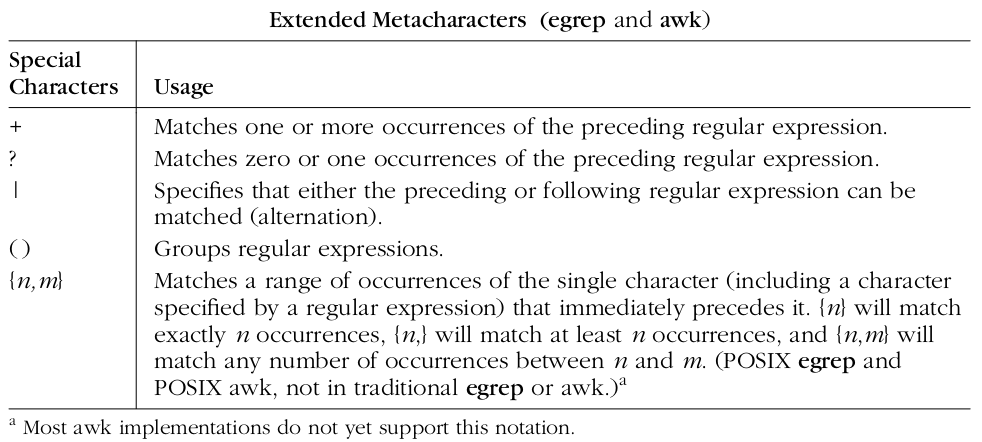 Extended Metacharacters (egrep and awk)
Special
Characters Usage
+ Matches one or more occurrences of the preceding regular expression.
? Matches zero or one occurrences of the preceding regular expression.
| Specifies that either the preceding or following regular expression can be
matched (alternation).
( ) Groups regular expressions.
{n,m} Matches a range of occurrences of the single character (including a character
specified by a regular expression) that immediately precedes it. {n} will match
exactly n occurrences, {n,} will match at least n occurrences, and {n,m} will
match any number of occurrences between n and m. (POSIX egrep and
POSIX awk, not in traditional egrep or awk.)a
a Most awk implementations do not yet support this notation.